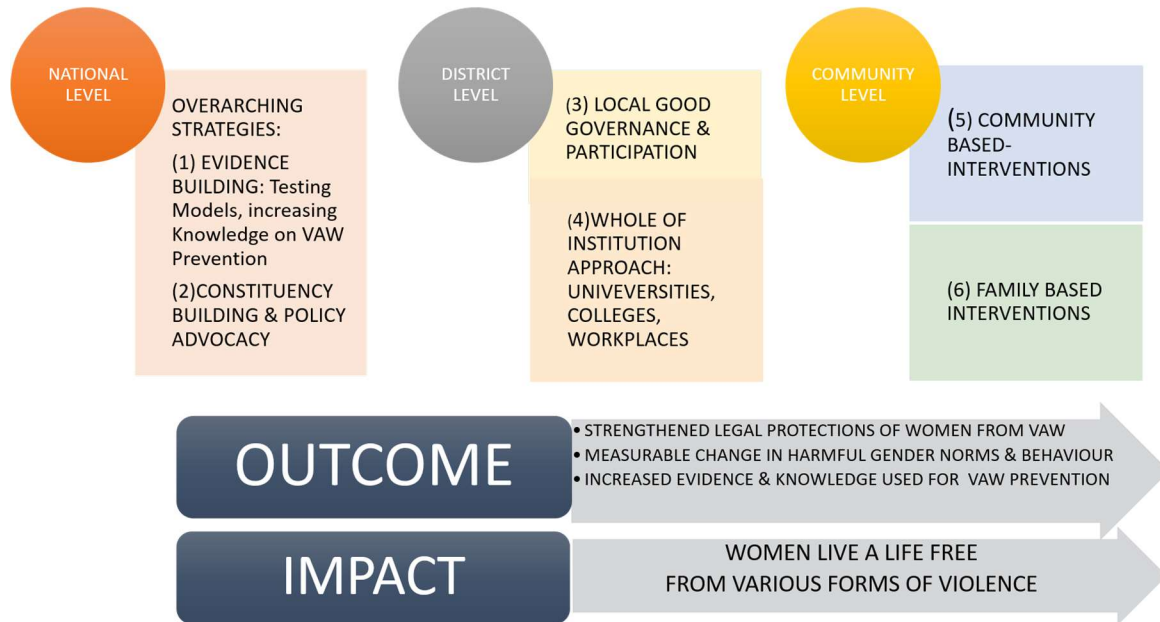 NATIONAL
LEVEL
OVERARCHING
STRATEGIES:
(1) EVIDENCE
BUILDING: Testing
Models, increasing
Knowledge on VAW
Prevention
(2)CONSTITUENCY
BUILDING & POLICY
ADVOCACY
DISTRICT
LEVEL
(3) LOCAL GOOD
GOVERNANCE &
PARTICIPATION
(4)WHOLE OF
INSTITUTION
APPROACH:
UNIVEVERSITIES,
COLLEGES,
WORKPLACES
COMMUNITY
LEVEL
(5) COMMUNITY
BASED-
INTERVENTIONS
(6) FAMILY BASED
INTERVENTIONS
OUTCOME
• STRENGTHENED LEGAL PROTECTIONS OF WOMEN FROM VAW
• MEASURABLE CHANGE IN HARMFUL GENDER NORMS & BEHAVIOUR
• INCREASED EVIDENCE & KNOWLEDGE USED FOR VAW PREVENTION
IMPACT
WOMEN LIVE A LIFE FREE
FROM VARIOUS FORMS OF VIOLENCE